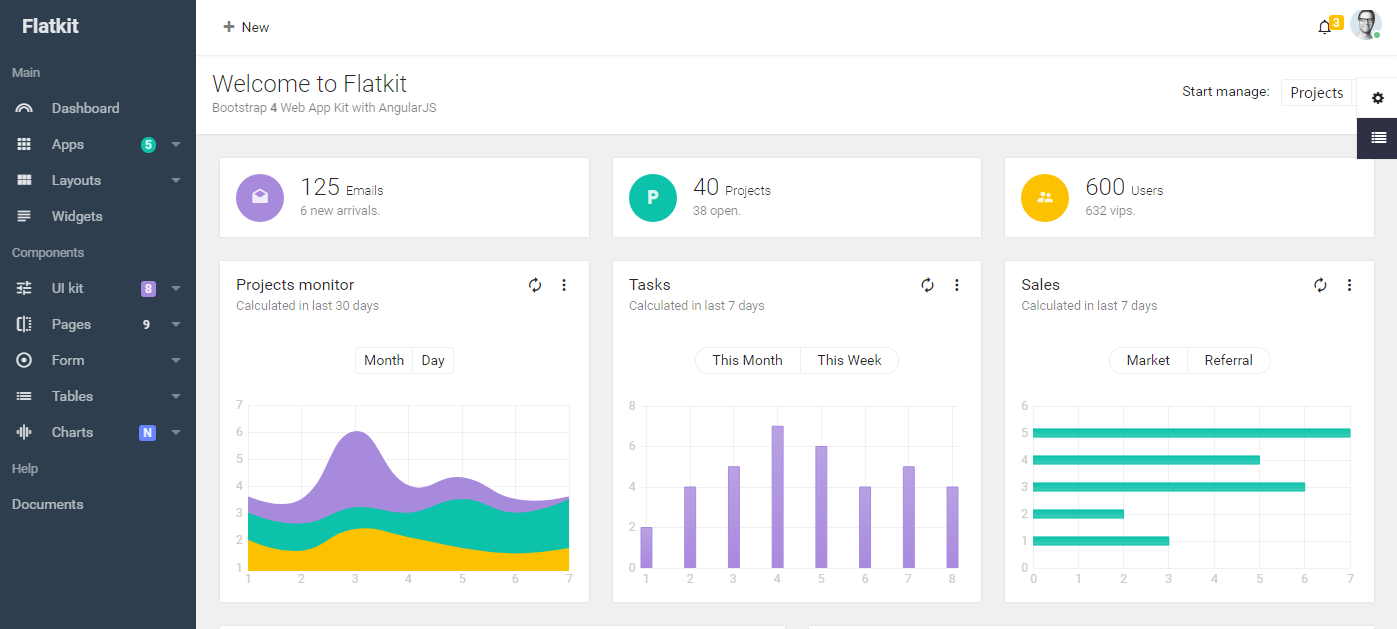 Flatkit
New
3
Main
Dashboard
Apps 5
Layouts
Widgets
Components
UI kit 8
Pages 9
Form
Tables
Charts N
Help
Documents
Welcome to Flatkit
Bootstrap 4 Web App Kit with AngularJS
Start manage: Projects
125 Emails
6 new arrivals.
P
40 Projects
38 open.
600 Users
632 vips.
Projects monitor
Calculated in last 30 days
Month Day
7
6
5
4
3
2
1
1 2 3 4 5 6 7
Tasks
Calculated in last 7 days
This Month This Week
8
6
4
2
0
1 2 3 4 5 6 7 8
Sales
Calculated in last 7 days
Market Referral
6
5
4
3
2
1
0
0 1 2 3 4 5 6 7